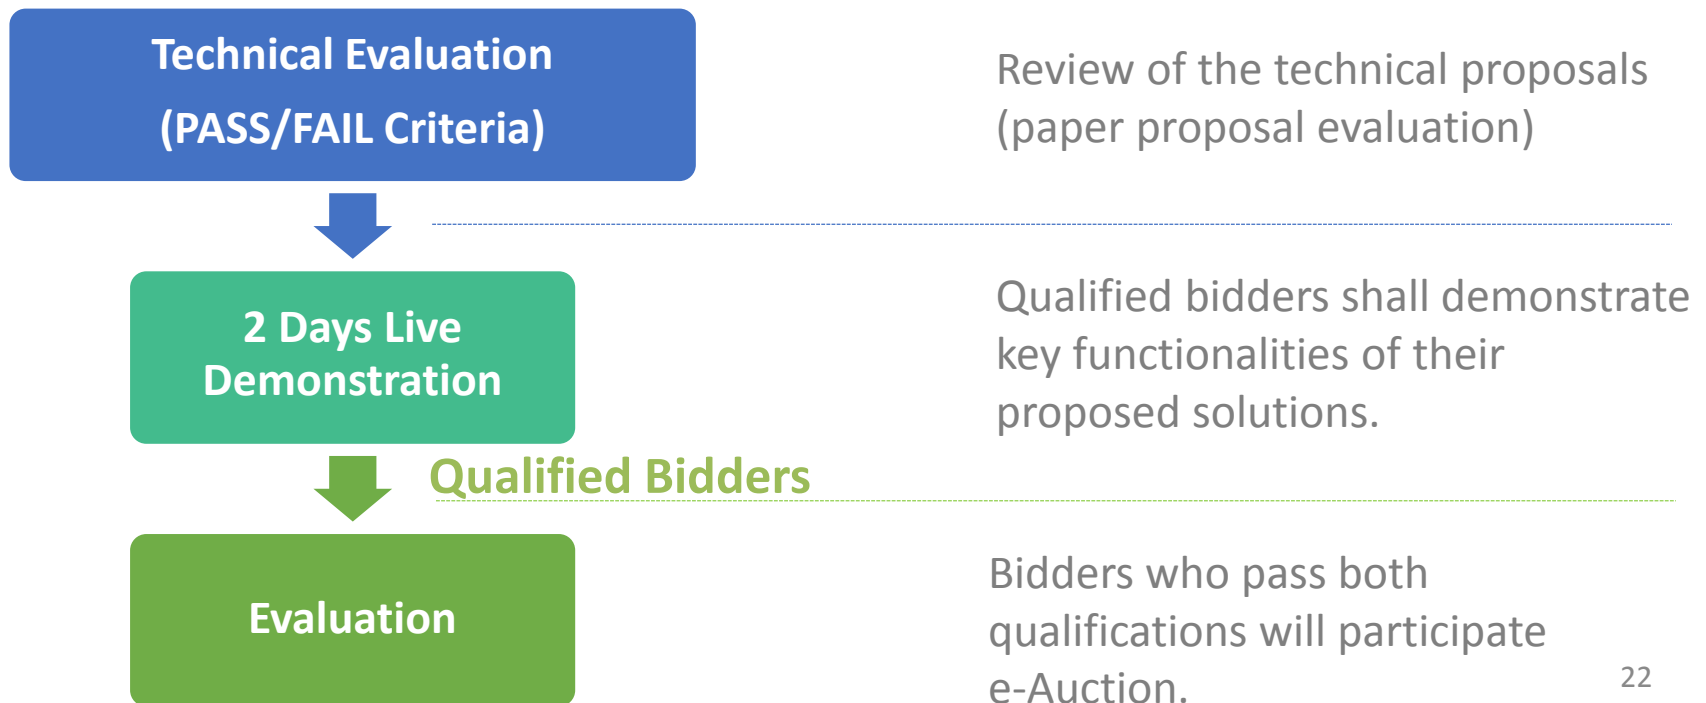 Technical Evaluation
(PASS/FAIL Criteria)
Review of the technical proposals
(paper proposal evaluation)
2 Days Live
Demonstration
Qualified bidders shall demonstrate
key functionalities of their
proposed solutions.
Qualified Bidders
Evaluation
Bidders who pass both
qualifications will participate
e-Auction.
22